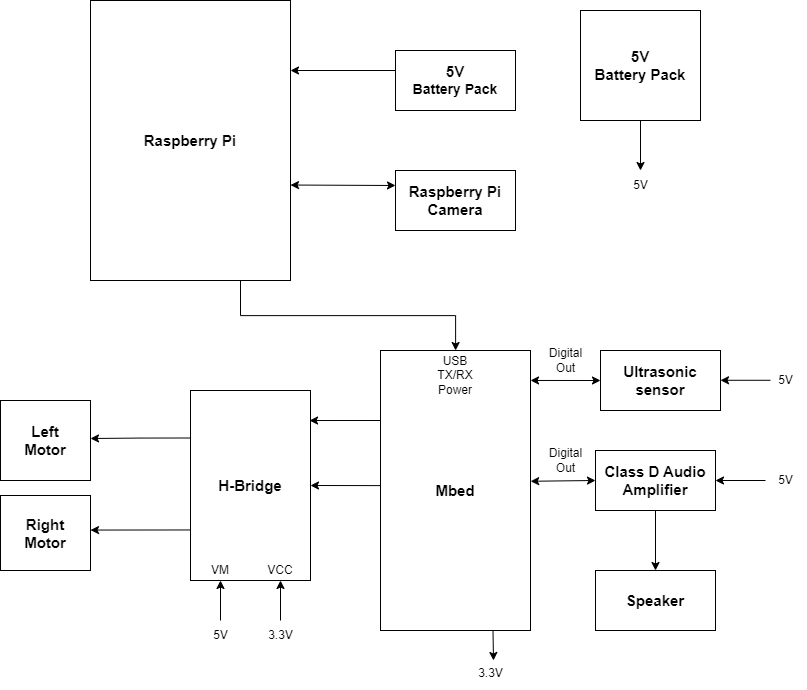 Raspberry Pi
5V
Battery Pack
5V
Battery Pack
5V
Raspberry Pi
Camera
USB
TX/RX
Power
Mbed
3.3V
Digital
Out
Ultrasonic
sensor
5V
Digital
Out
Class D Audio
Amplifier
5V
Speaker
Left
Motor
Right
Motor
H-Bridge
VM
VCC
5V
3.3V